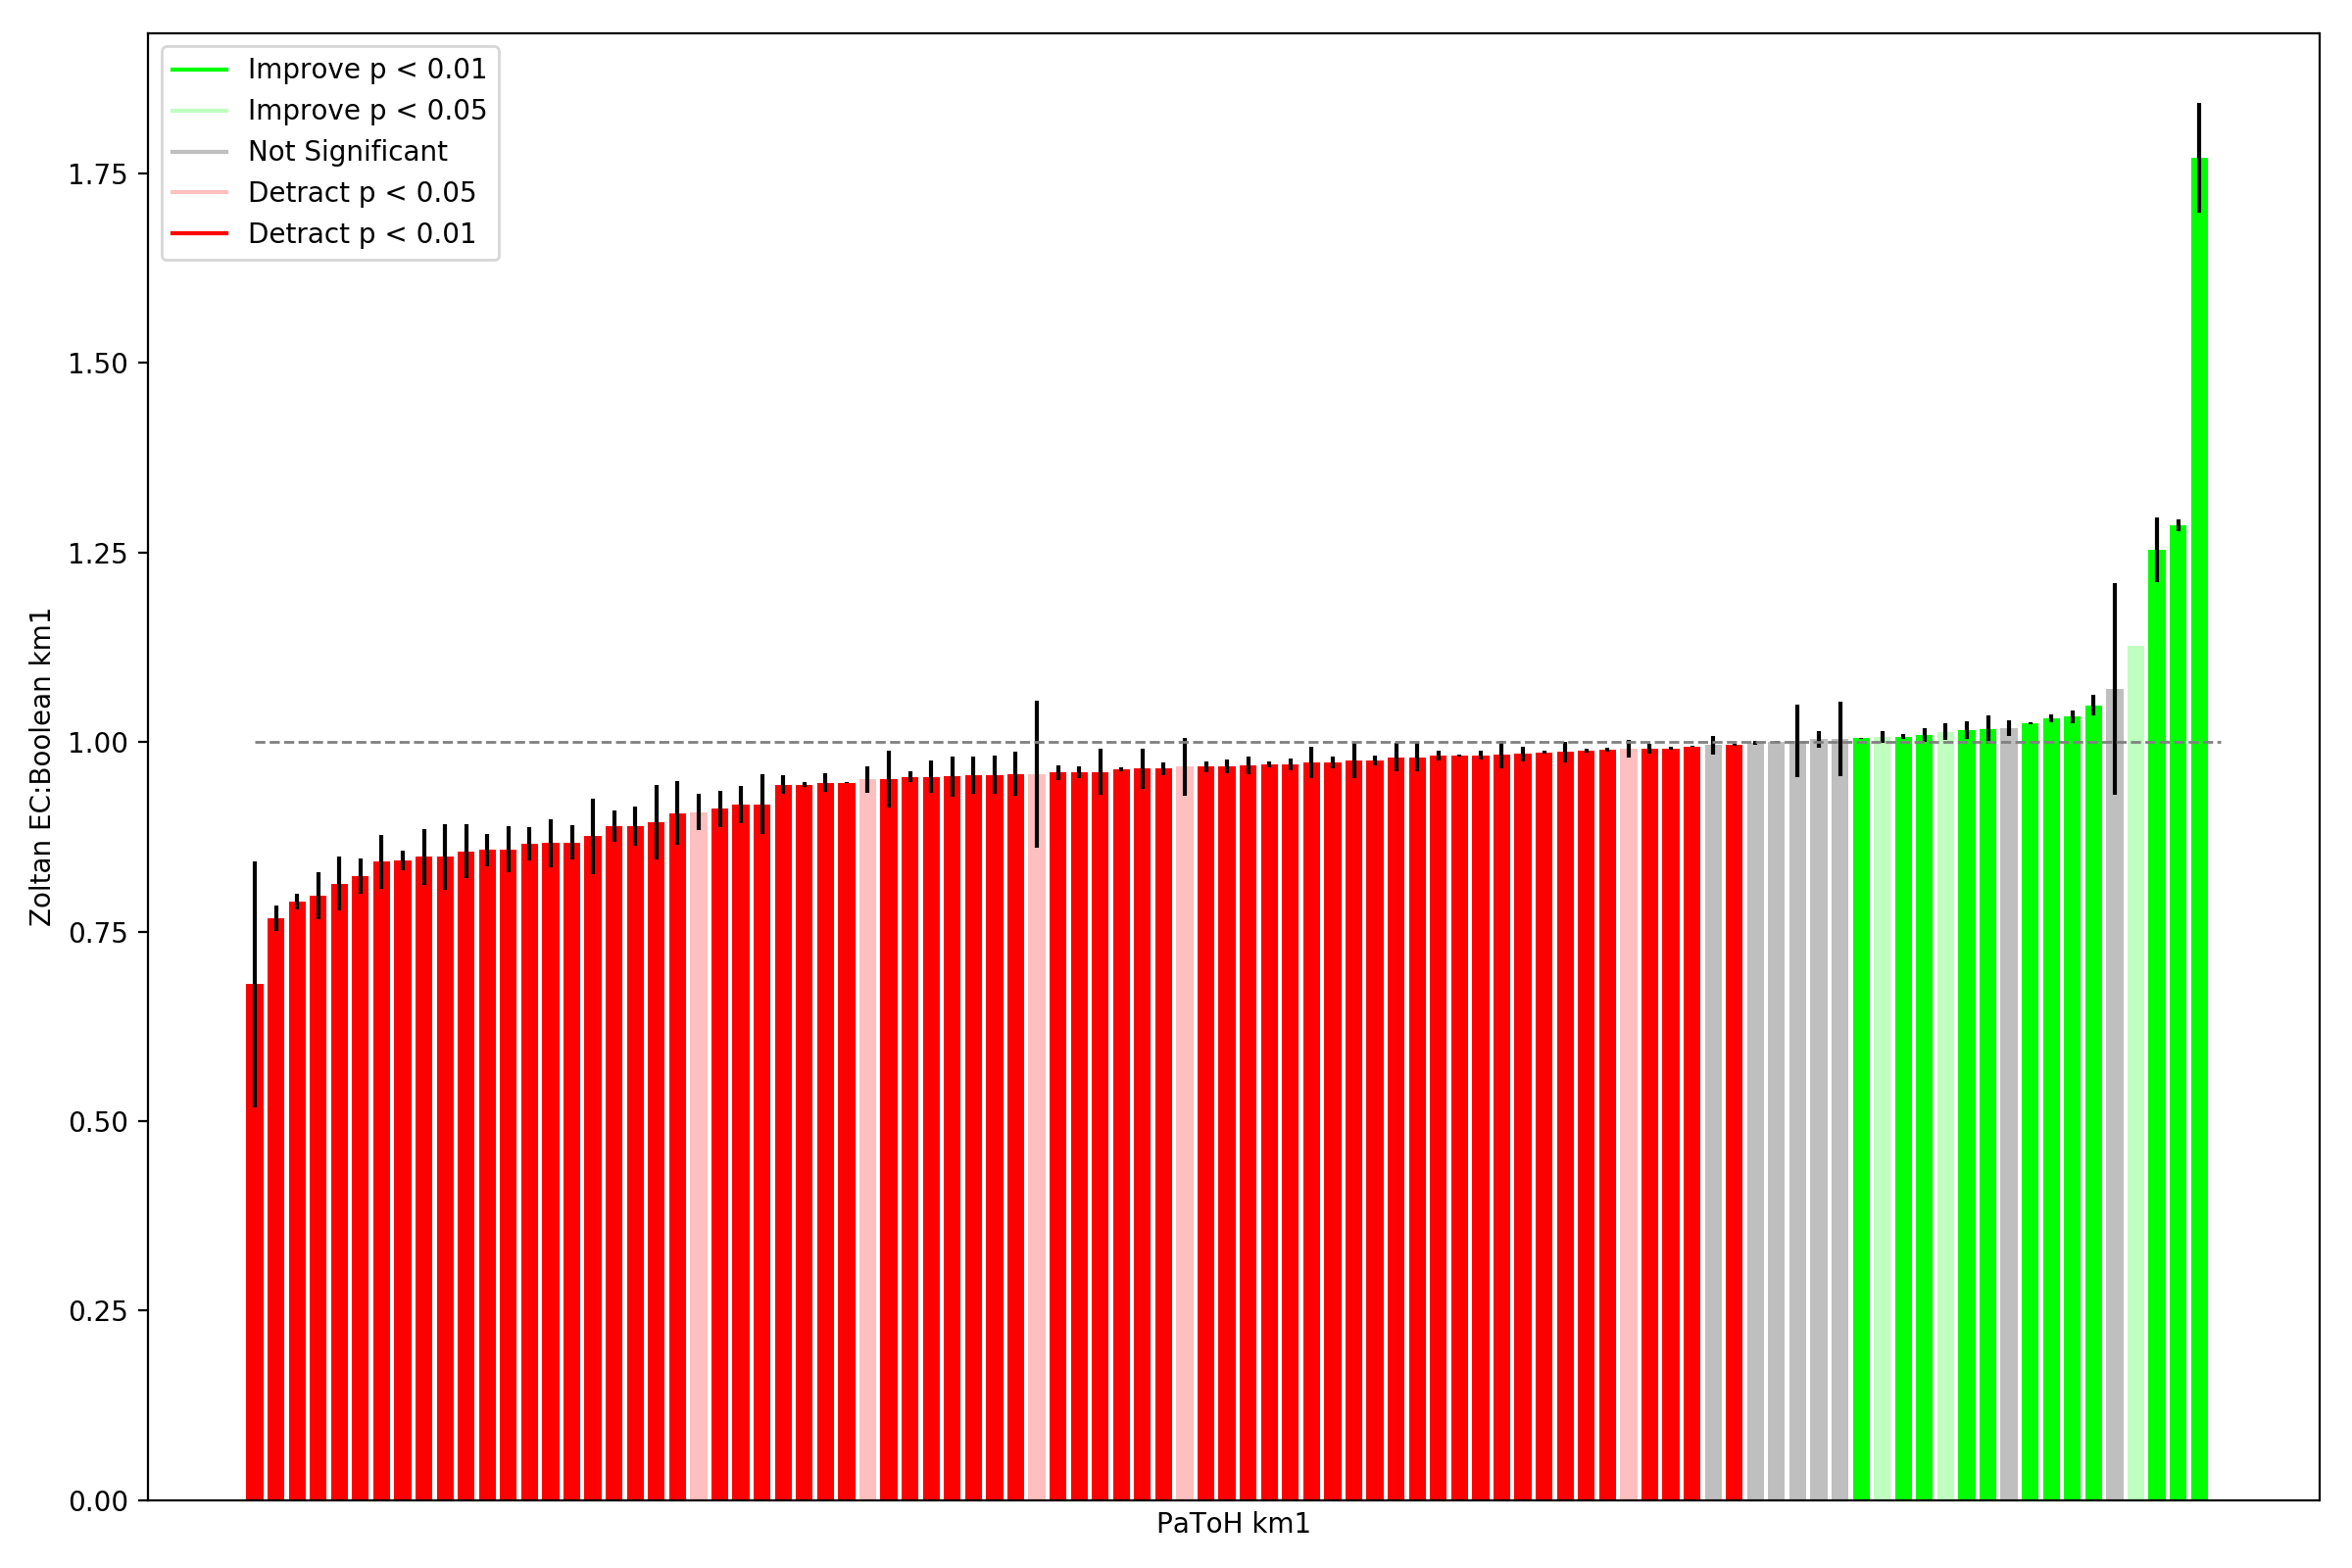 Improve p < 0.01
Improve p < 0.05
Not Significant
Detract p < 0.05
Detract p < 0.01
1.75
1.50
1.25
1.00
0.75
0.50
0.25
0.00
Zoltan EC:Boolean km1
PaToH km1